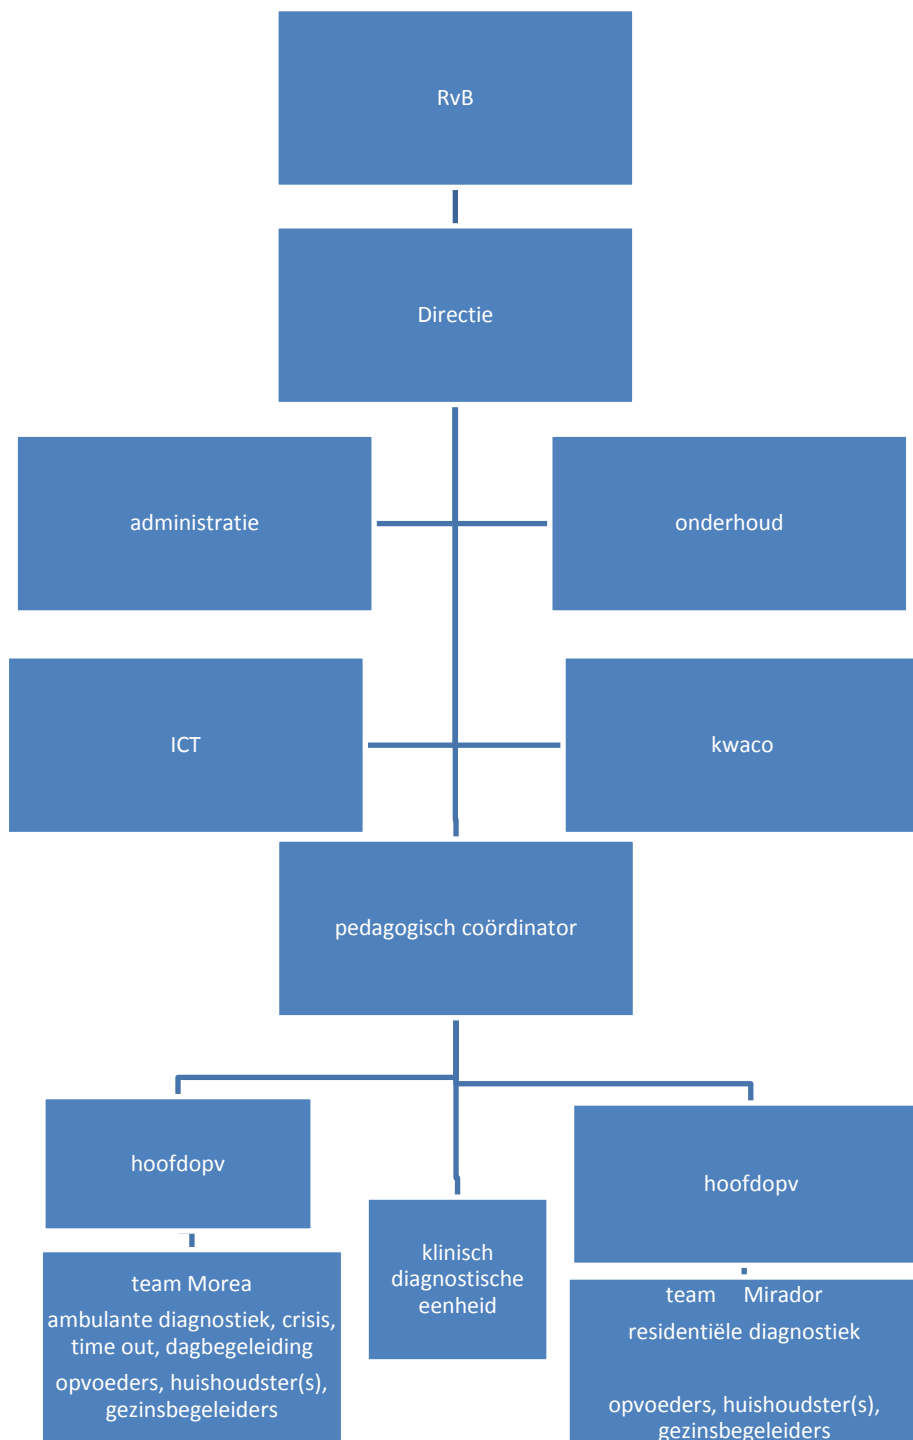 RvB
Directie
administratie
onderhoud
ICT
kwaco
pedagogisch coördinator
hoofdopv
hoofdopv
klinisch
diagnostische
eenheid
team Morea
ambulante diagnostiek, crisis,
time out, dagbegeleiding
opvoeders, huishoudster(s),
gezinsbegeleiders
team Mirador
residentiële diagnostiek
opvoeders, huishoudster(s),
gezinsbegeleiders